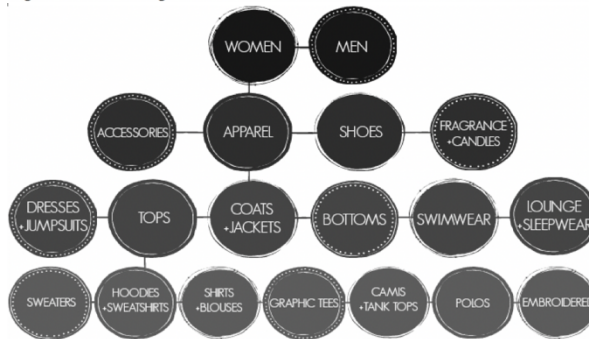 WOMEN
MEN
ACCESSORIES
APPAREL
SHOES
FRAGRANCE
+CANDLES
DRESSES
+JUMPSUITS
TOPS
COATS
+JACKETS
BOTTOMS
SWIMWEAR
LOUNGE
+SLEEPWEAR
SWEATERS
HOODIES
+SWEATSHIRTS
SHIRTS
+BLOUSES
GRAPHIC TEES
CAMIS
+TANK TOPS
POLOS
EMBROIDERED